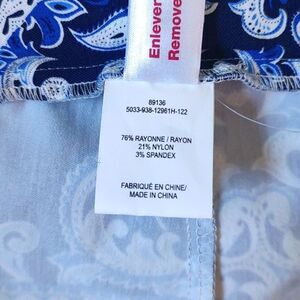 Enlever
Remove
89136
5033-938-12961H-122
76% RAYONNE / RAYON
21% NYLON
3% SPANDEX
FABRIQUÉ EN CHINE/
MADE IN CHINA